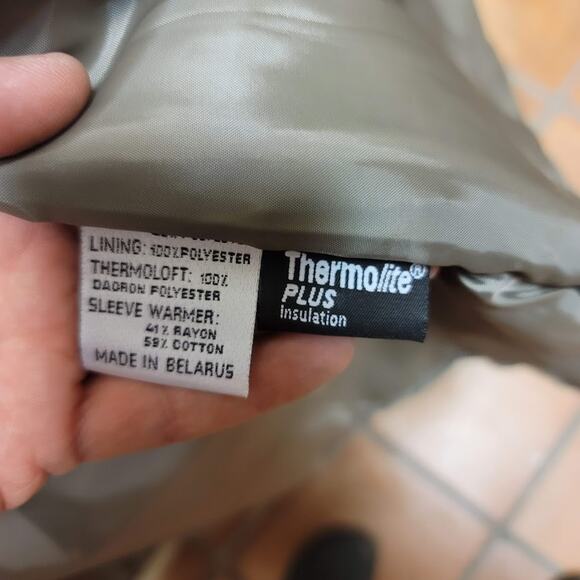 LINING: 100%POLYESTER
THERMOLOFT: 100%
DACRON POLYESTER
SLEEVE WARMER:
41% RAYON
59% COTTON
MADE IN BELARUS
Thermolite®
PLUS
insulation